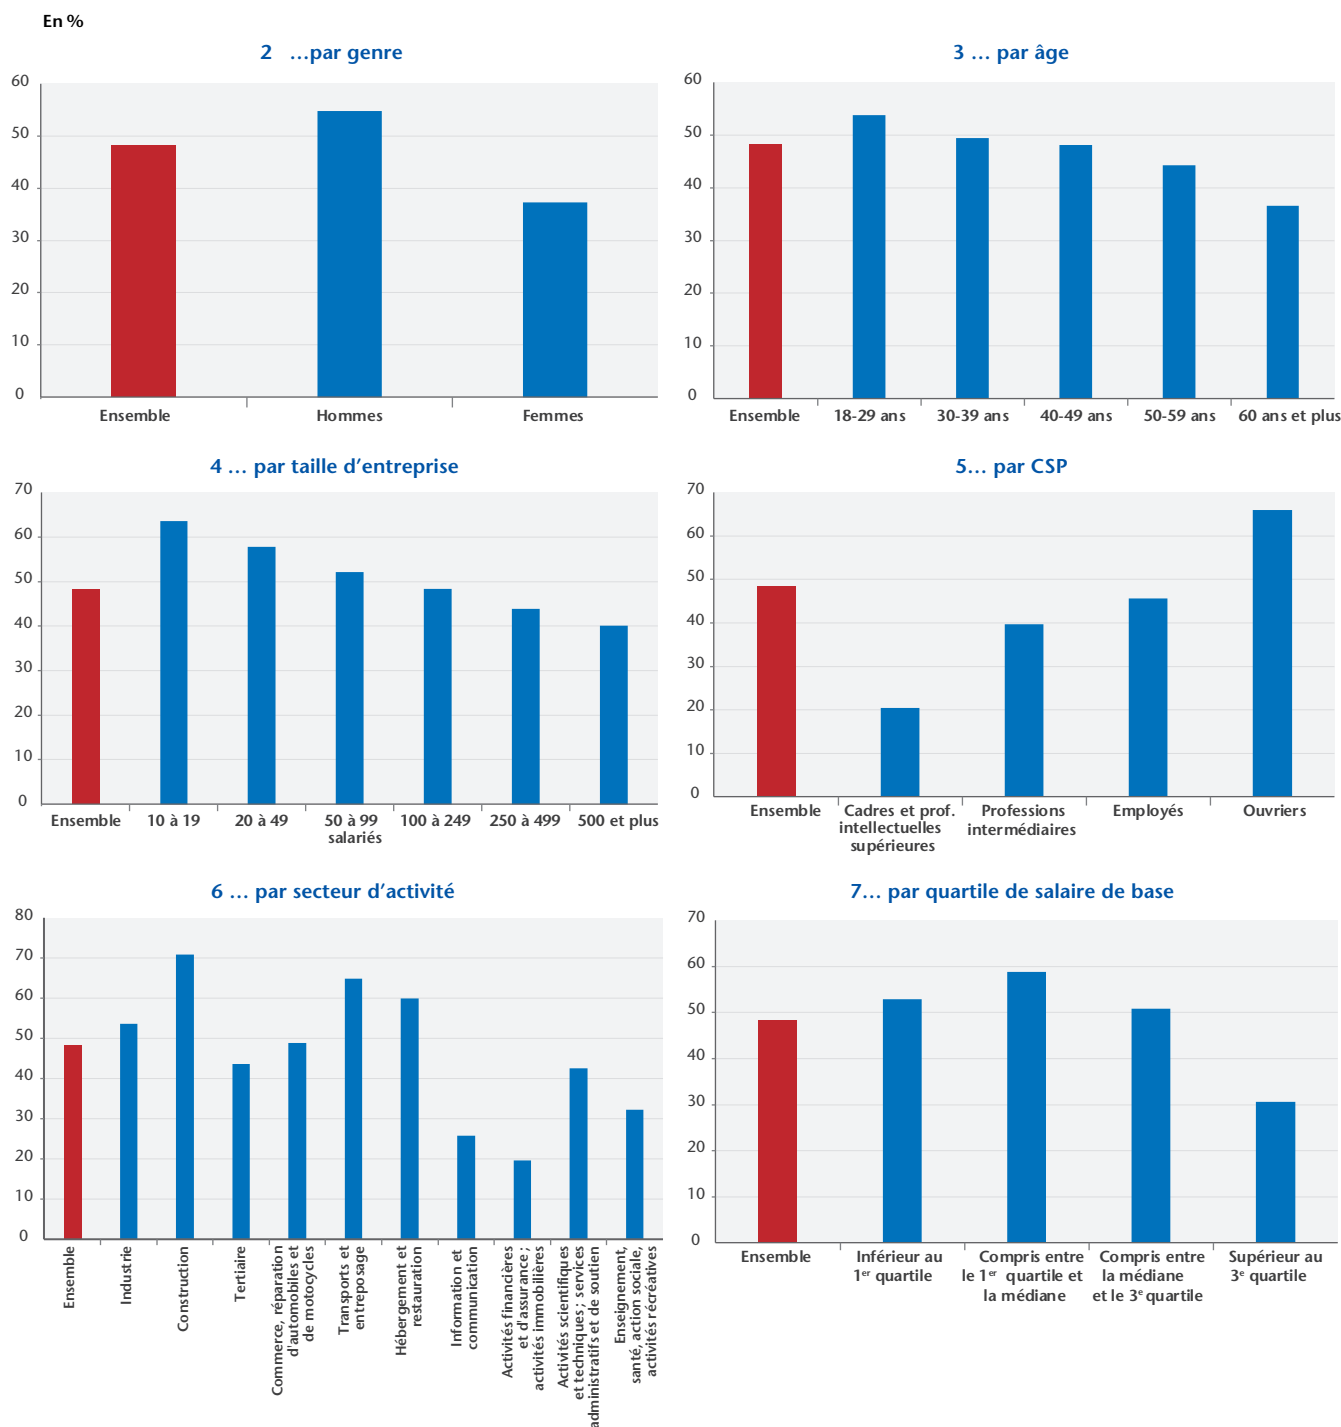 En %
2 …par genre
60
50
40
30
20
10
0
Ensemble
Hommes
Femmes
3 … par âge
60
50
40
30
20
10
0
Ensemble
18-29 ans
30-39 ans
40-49 ans
50-59 ans
60 ans et plus
4 … par taille d’entreprise
70
60
50
40
30
20
10
0
Ensemble
10 à 19
20 à 49
50 à 99
salariés
100 à 249
250 à 499
500 et plus
5… par CSP
70
60
50
40
30
20
10
0
Ensemble
Cadres et prof.
intellectuelles
supérieures
Professions
intermédiaires
Employés
Ouvriers
6 … par secteur d’activité
80
70
60
50
40
30
20
10
0
Ensemble
Industrie
Construction
Tertiaire
Commerce, réparation
d'automobiles et
de motocycles
Transports et
entreposage
Hébergement et
restauration
Information et
communication
Activités financières
et d'assurance ;
activités immobilières
Activités scientifiques
et techniques ; services
administratifs et de soutien
Enseignement,
santé, action sociale,
activités récréatives
7… par quartile de salaire de base
70
60
50
40
30
20
10
0
Ensemble
Inférieur au
1er quartile
Compris entre
le 1er quartile et
la médiane
Compris entre
la médiane
et le 3e quartile
Supérieur au
3e quartile